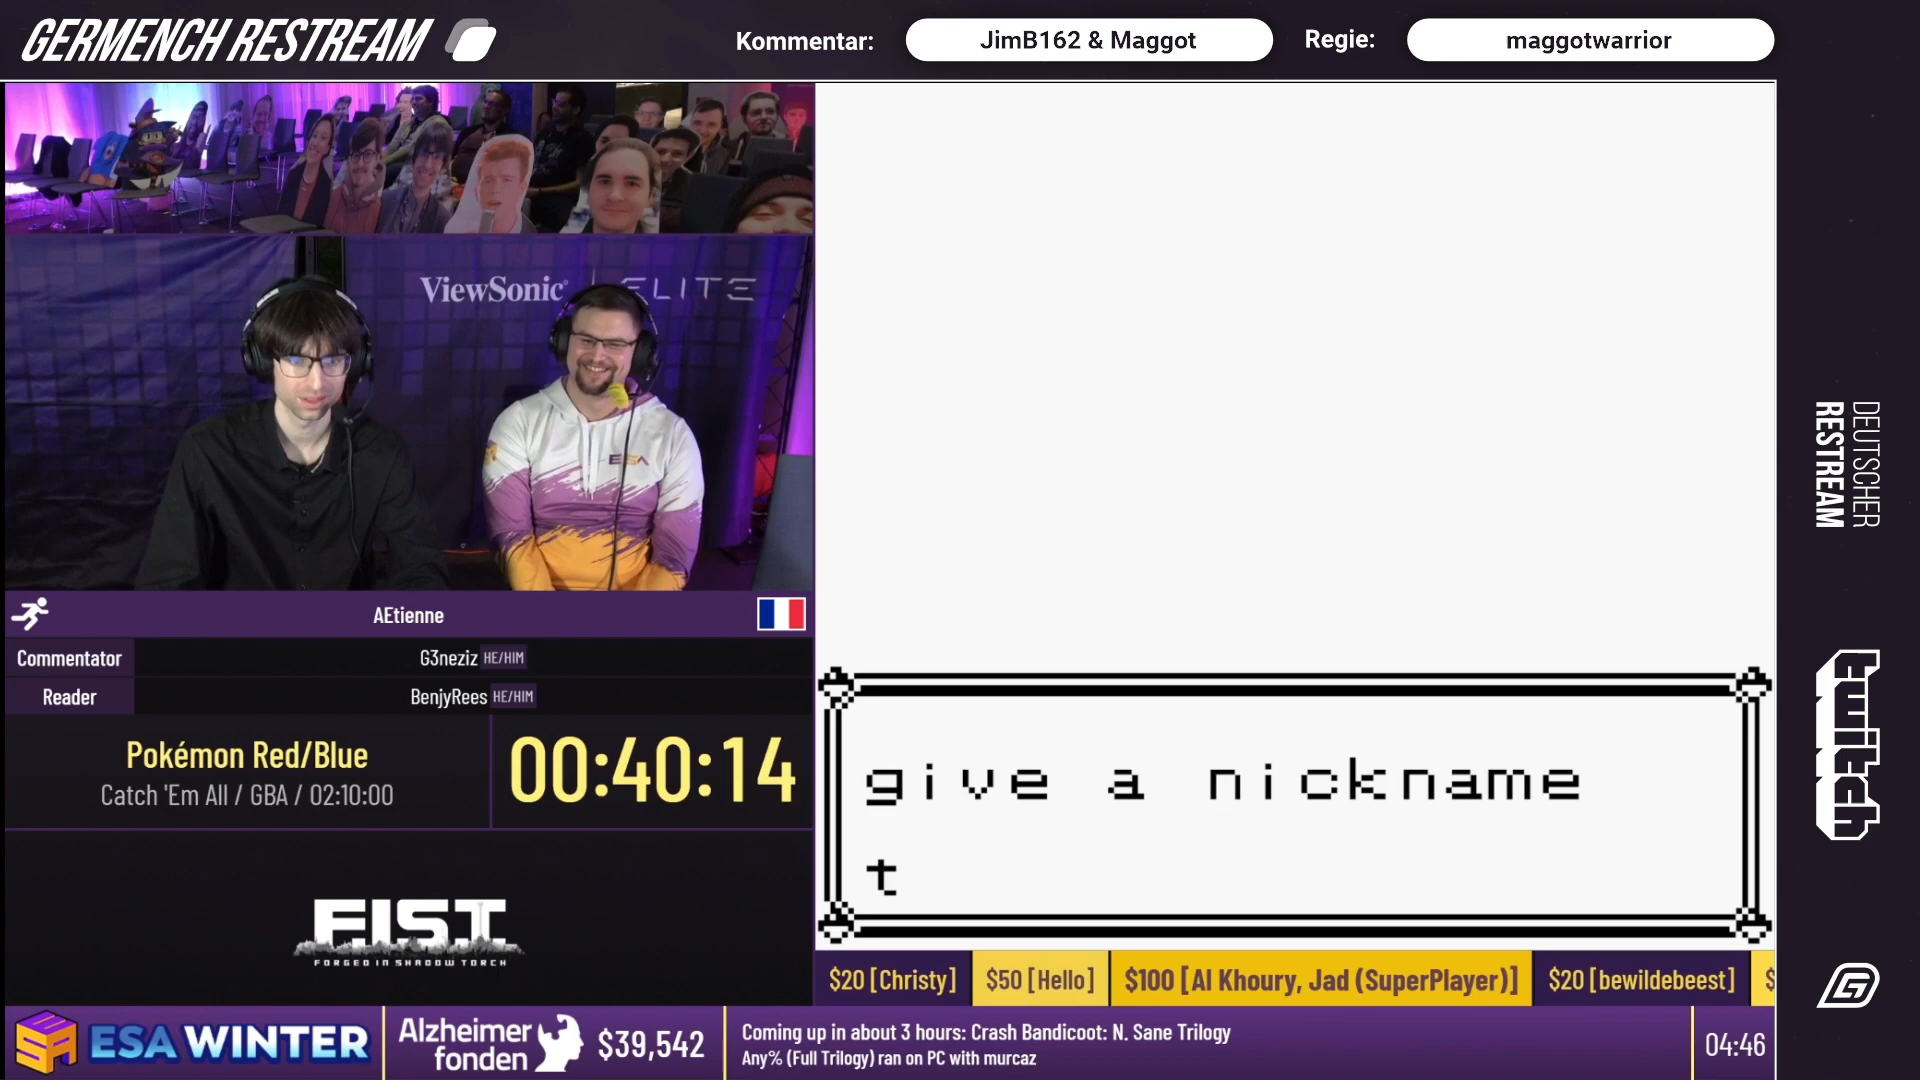 GERMENCH RESTREAM
Kommentar: JimB162 & Maggot Regie: maggotwarrior
ViewSonic ELITE
ESA
AEtienne
Commentator G3neziz HE/HIM
Reader BenjyRees HE/HIM
Pokémon Red/Blue
Catch 'Em All / GBA / 02:10:00
00:40:14
F.I.S.T.
FORGED IN SHADOW TORCH
give a nickname
t
$20 [Christy] $50 [Hello] $100 [Al Khoury, Jad (SuperPlayer)] $20 [bewildebeest] $
ESA WINTER
Alzheimer
fonden
$39,542
Coming up in about 3 hours: Crash Bandicoot: N. Sane Trilogy
Any% (Full Trilogy) ran on PC with murcaz
04:46
DEUTSCHER
RESTREAM
twitch